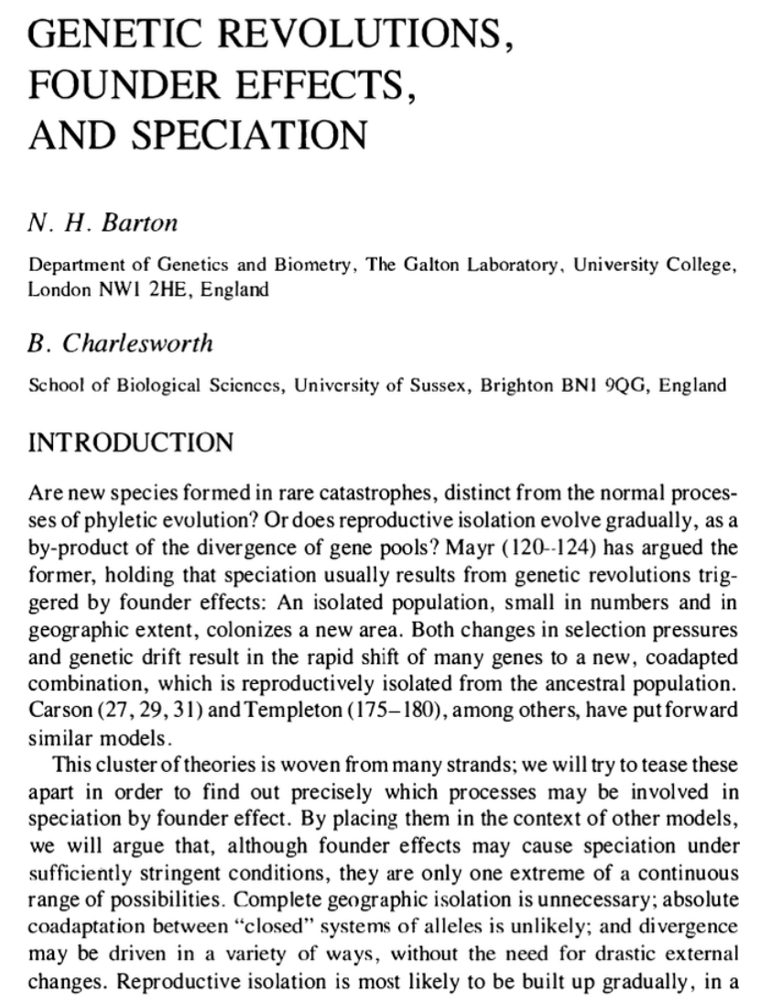 GENETIC REVOLUTIONS,
FOUNDER EFFECTS,
AND SPECIATION
N. H. Barton
Department of Genetics and Biometry, The Galton Laboratory, University College,
London NW1 2HE, England
B. Charlesworth
School of Biological Sciences, University of Sussex, Brighton BN1 9QG, England
INTRODUCTION
Are new species formed in rare catastrophes, distinct from the normal proces-
ses of phyletic evolution? Or does reproductive isolation evolve gradually, as a
by-product of the divergence of gene pools? Mayr (120--124) has argued the
former, holding that speciation usually results from genetic revolutions trig-
gered by founder effects: An isolated population, small in numbers and in
geographic extent, colonizes a new area. Both changes in selection pressures
and genetic drift result in the rapid shift of many genes to a new, coadapted
combination, which is reproductively isolated from the ancestral population.
Carson (27, 29, 31) and Templeton (175–180), among others, have put forward
similar models.
This cluster of theories is woven from many strands; we will try to tease these
apart in order to find out precisely which processes may be involved in
speciation by founder effect. By placing them in the context of other models,
we will argue that, although founder effects may cause speciation under
sufficiently stringent conditions, they are only one extreme of a continuous
range of possibilities. Complete geographic isolation is unnecessary; absolute
coadaptation between “closed” systems of alleles is unlikely; and divergence
may be driven in a variety of ways, without the need for drastic external
changes. Reproductive isolation is most likely to be built up gradually, in a